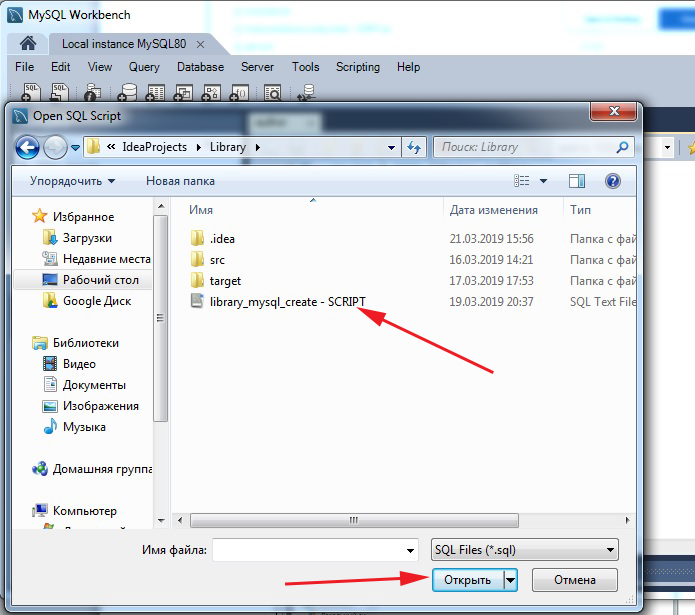 MySQL Workbench
Local instance MySQL80
File Edit View Query Database Server Tools Scripting Help
SQL SQL
Open SQL Script
« IdeaProjects Library
Поиск: Library
Упорядочить Новая папка
Избранное
Загрузки
Недавние места
Рабочий стол
Google Диск
Библиотеки
Видео
Документы
Изображения
Музыка
Домашняя группа
Компьютер
Имя Дата изменения Тип
.idea 21.03.2019 15:56 Папка с фай
src 16.03.2019 14:21 Папка с фай
target 17.03.2019 17:53 Папка с фай
library_mysql_create - SCRIPT 19.03.2019 20:37 SQL Text File
Имя файла: SQL Files (*.sql)
Открыть Отмена